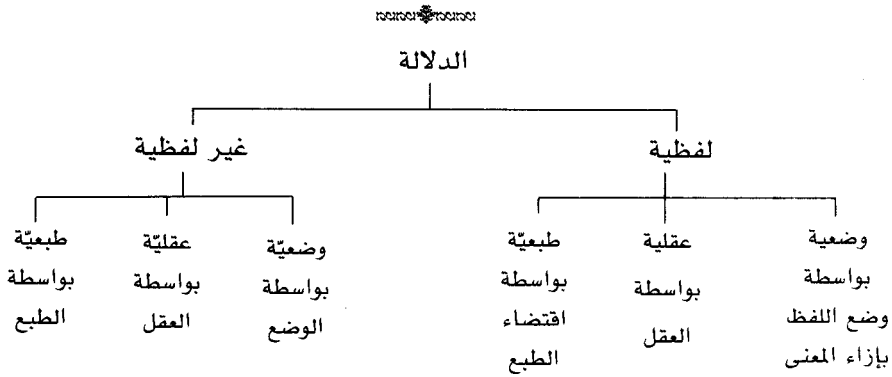 الدلالة
لفظية
غير لفظية
وضعية
بواسطة
وضع اللفظ
بإزاء المعنى
عقلية
بواسطة
العقل
طبعيّة
بواسطة
اقتضاء
الطبع
وضعيّة
بواسطة
الوضع
عقليّة
بواسطة
العقل
طبعيّة
بواسطة
الطبع